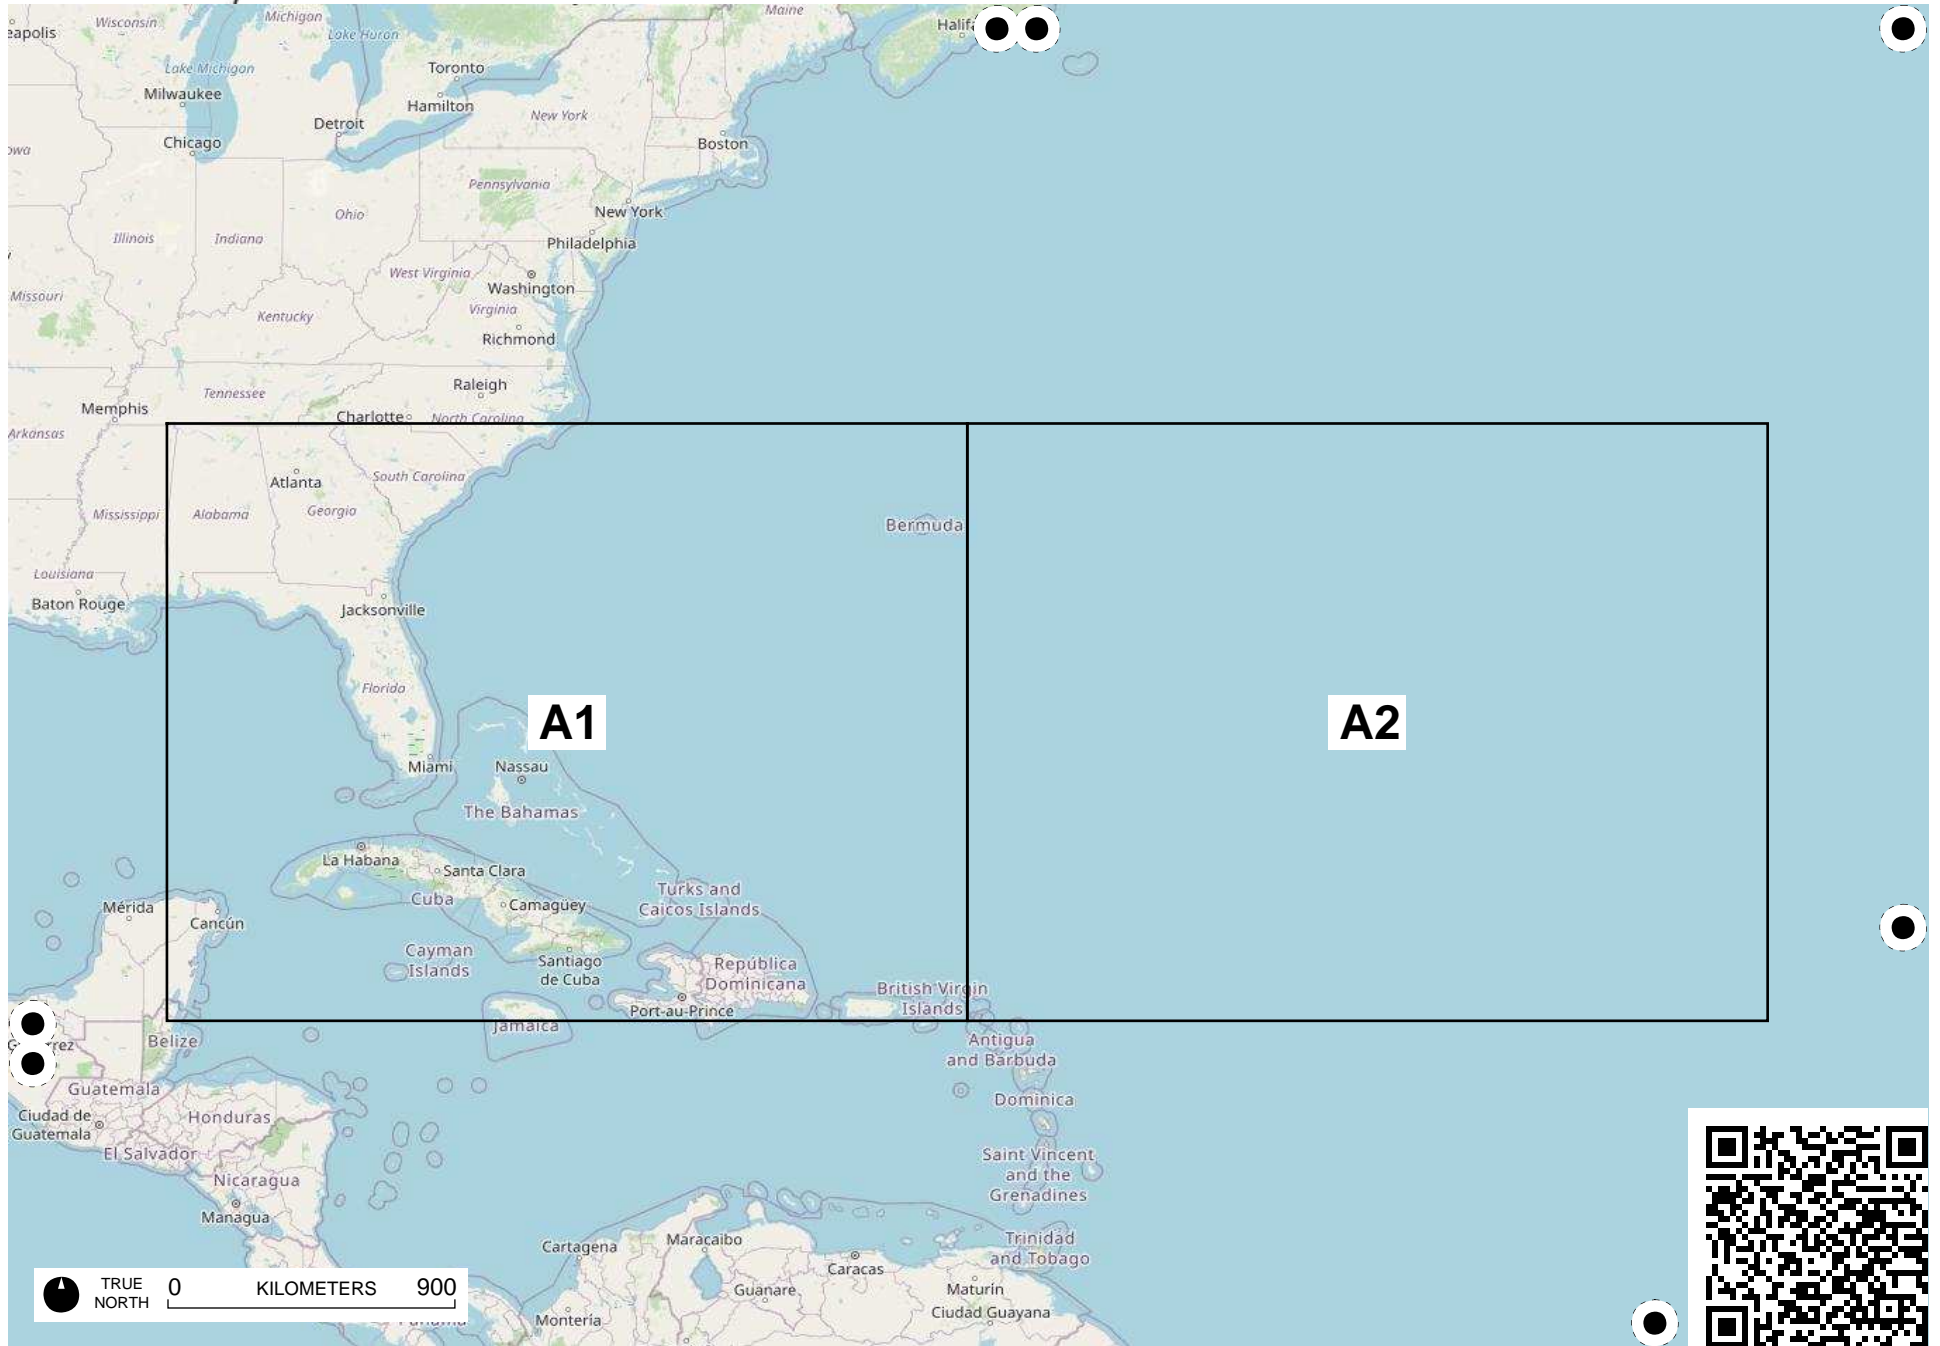 Wisconsin
Michigan
Maine
eapolis
Lake Huron
Halifa
Lake Michigan
Toronto
Milwaukee
Hamilton
New York
Detroit
Chicago
Boston
owa
Pennsylvania
Ohio
New York
Illinois
Indiana
Philadelphia
West Virginia
Washington
Missouri
Virginia
Kentucky
Richmond
Tennessee
Raleigh
Memphis
Charlotte
North Carolina
Arkansas
Atlanta
South Carolina
Mississippi
Alabama
Georgia
Bermuda
Louisiana
Baton Rouge
Jacksonville
Florida
A1
A2
Miami
Nassau
The Bahamas
La Habana
Santa Clara
Cuba
Camagüey
Turks and
Caicos Islands
Mérida
Cancún
Cayman
Islands
Santiago
de Cuba
República
Dominicana
British Virgin
Islands
Port-au-Prince
Jamaica
Belize
Antigua
and Barbuda
Guatemala
Dominica
Ciudad de
Guatemala
Honduras
El Salvador
Saint Vincent
and the
Grenadines
Nicaragua
Managua
Cartagena
Maracaibo
Trinidad
and Tobago
Caracas
Guanare
Maturín
Ciudad Guayana
Montería
TRUE
NORTH
0 KILOMETERS 900